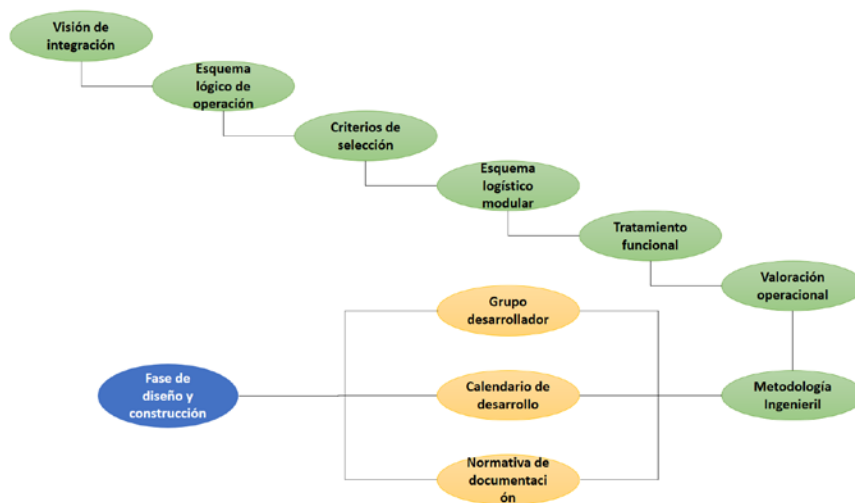 Visión de
integración
Esquema
lógico de
operación
Criterios de
selección
Esquema
logístico
modular
Tratamiento
funcional
Valoración
operacional
Grupo
desarrollador
Fase de
diseño y
construcción
Calendario de
desarrollo
Metodología
Ingenieril
Normativa de
documentaci
ón